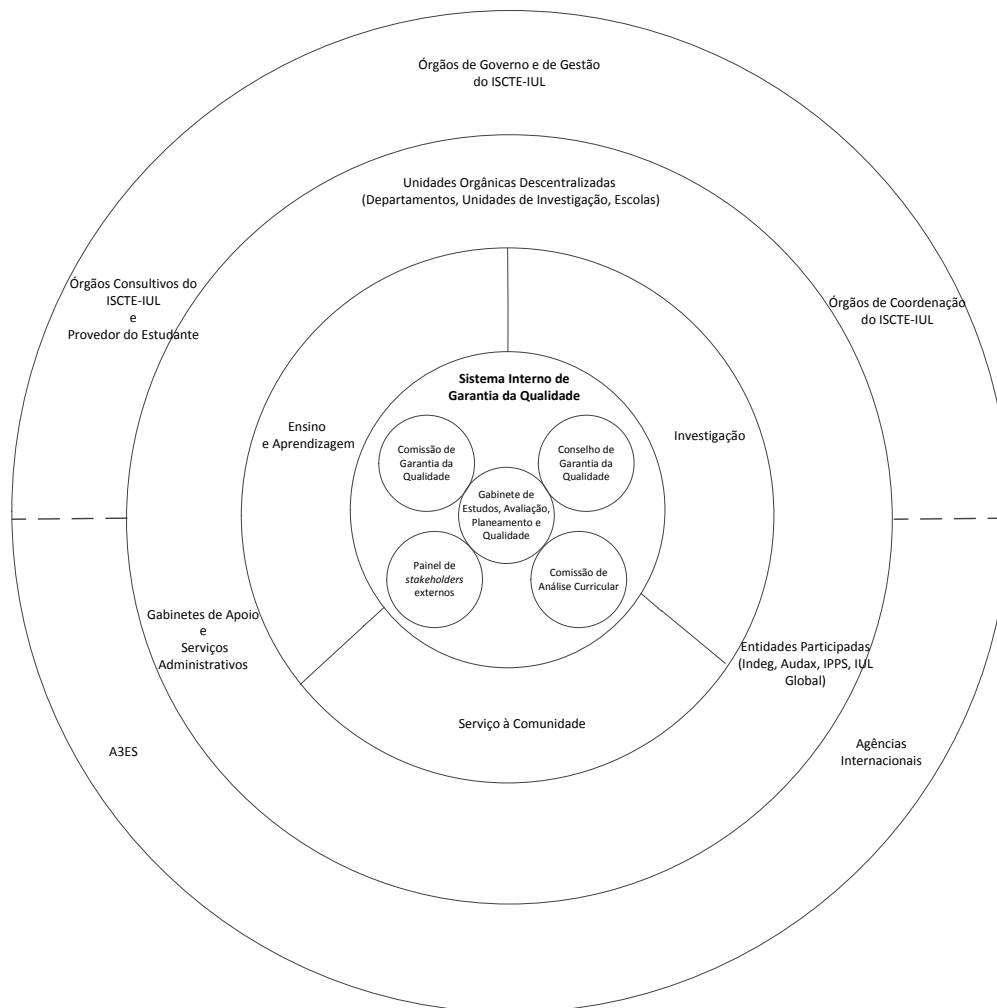 Órgãos de Governo e de Gestão
do ISCTE-IUL
Unidades Orgânicas Descentralizadas
(Departamentos, Unidades de Investigação, Escolas)
Órgãos Consultivos do
ISCTE-IUL
e
Provedor do Estudante
Órgãos de Coordenação
do ISCTE-IUL
Sistema Interno de
Garantia da Qualidade
Ensino
e Aprendizagem
Investigação
Comissão de
Garantia da
Qualidade
Conselho de
Garantia da
Qualidade
Gabinete de
Estudos, Avaliação,
Planeamento e
Qualidade
Painel de
stakeholders
externos
Comissão de
Análise Curricular
Gabinetes de Apoio
e
Serviços
Administrativos
Entidades Participadas
(Indeg, Audax, IPPS, IUL
Global)
Serviço à Comunidade
A3ES
Agências
Internacionais